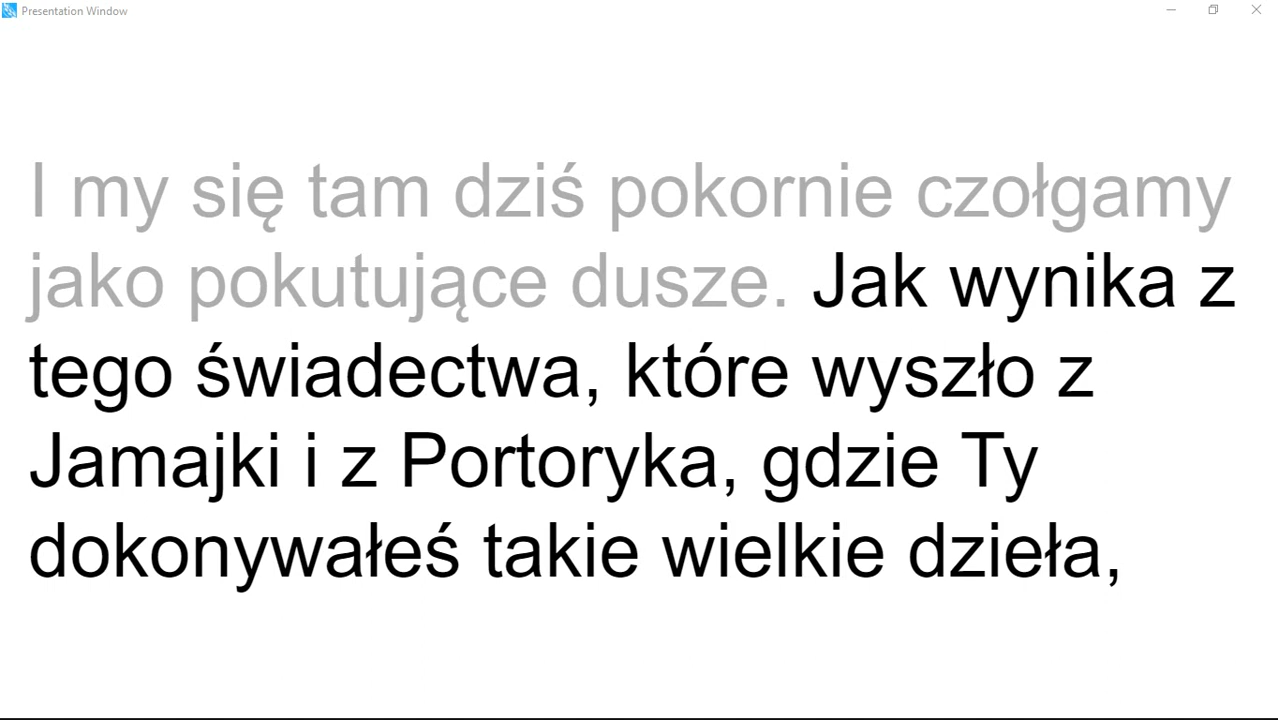 Presentation Window
I my się tam dziś pokornie czołgamy
jako pokutujące dusze. Jak wynika z
tego świadectwa, które wyszło z
Jamajki i z Portoryka, gdzie Ty
dokonywałeś takie wielkie dzieła,